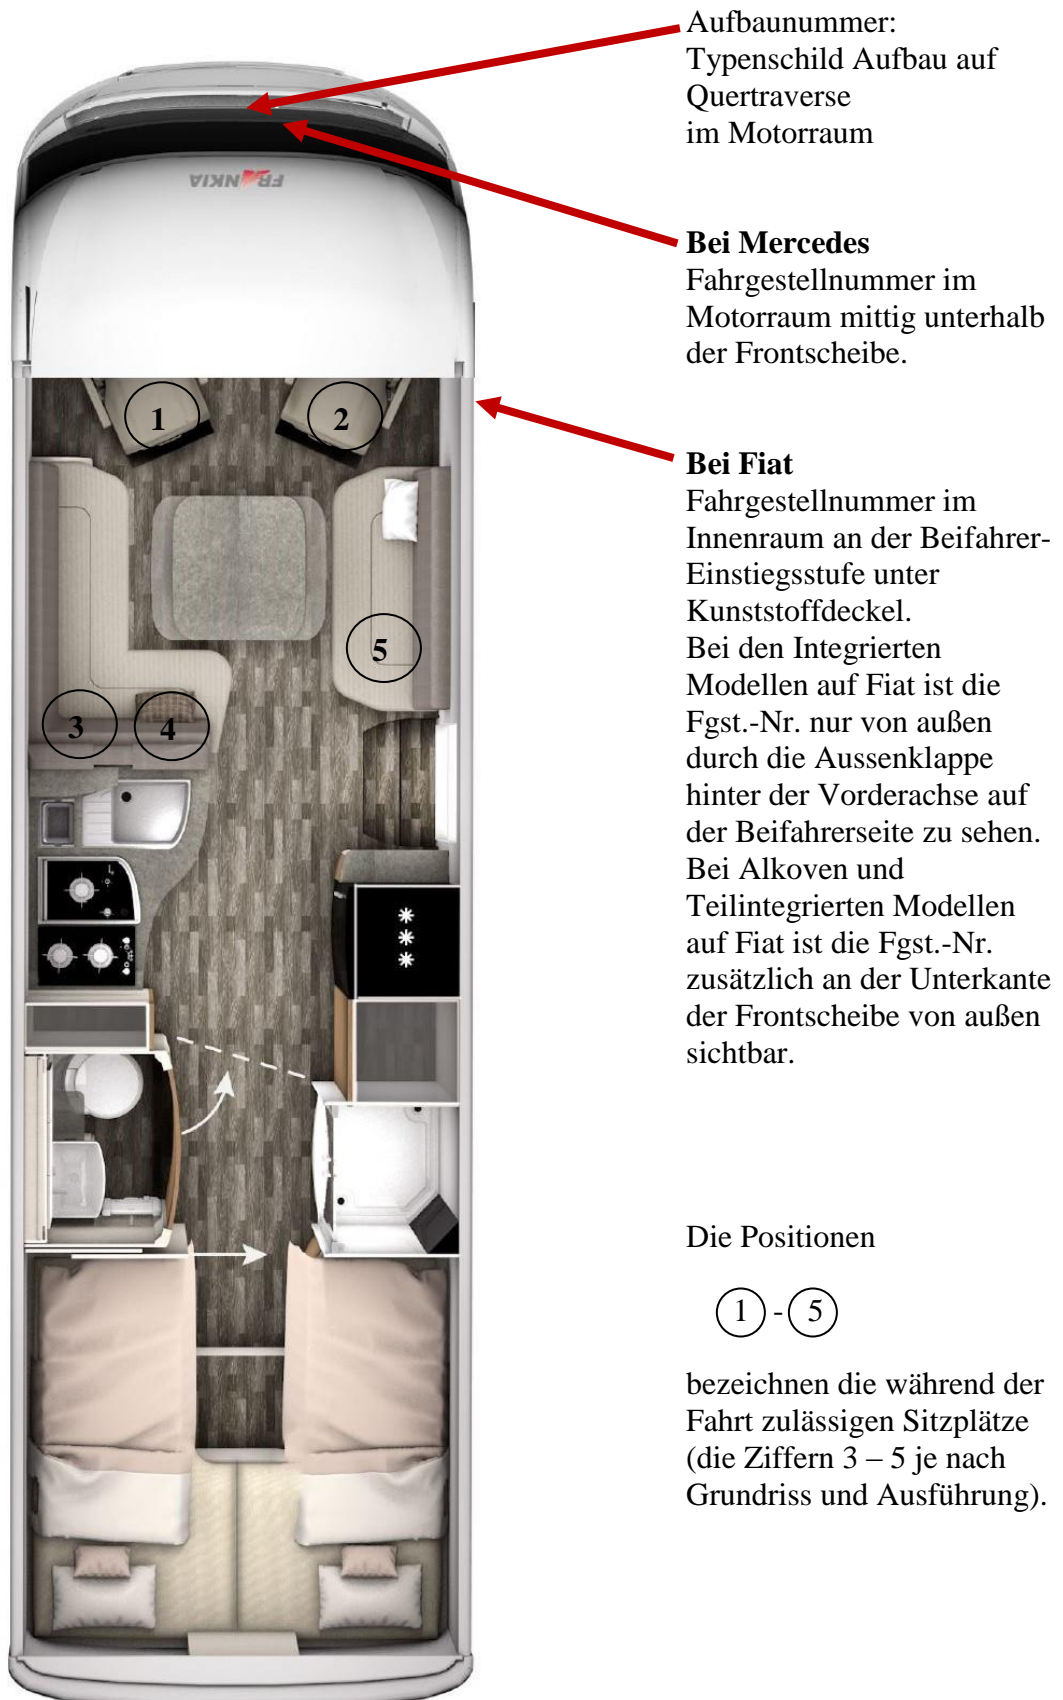 Aufbaunummer:
Typenschild Aufbau auf
Quertraverse
im Motorraum
FRANKIA
Bei Mercedes
Fahrgestellnummer im
Motorraum mittig unterhalb
der Frontscheibe.
1
2
Bei Fiat
Fahrgestellnummer im
Innenraum an der Beifahrer-
Einstiegsstufe unter
Kunststoffdeckel.
Bei den Integrierten
Modellen auf Fiat ist die
Fgst.-Nr. nur von außen
durch die Aussenklappe
hinter der Vorderachse auf
der Beifahrerseite zu sehen.
Bei Alkoven und
Teilintegrierten Modellen
auf Fiat ist die Fgst.-Nr.
zusätzlich an der Unterkante
der Frontscheibe von außen
sichtbar.
5
3
4
Die Positionen
1 - 5
bezeichnen die während der
Fahrt zulässigen Sitzplätze
(die Ziffern 3 – 5 je nach
Grundriss und Ausführung).